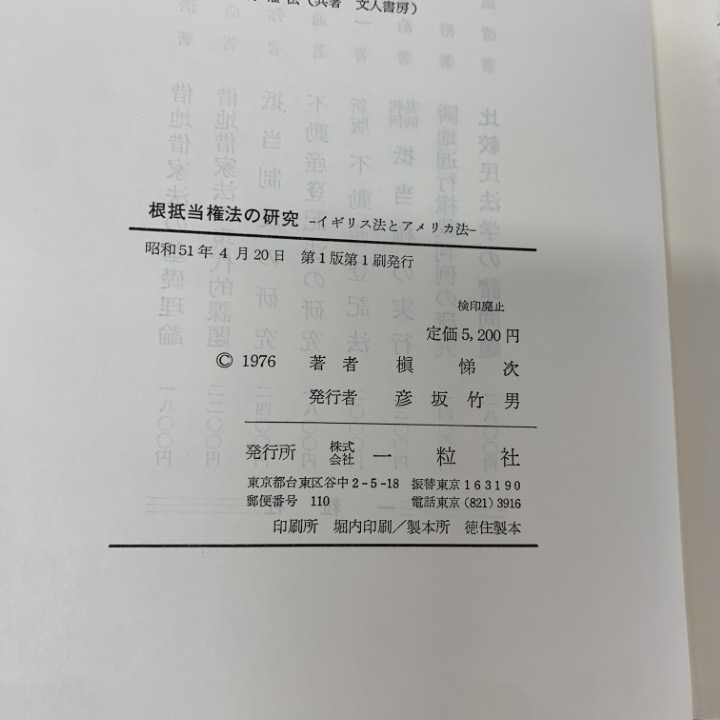 (共著 文人書房)
根抵当権法の研究 -イギリス法とアメリカ法-
昭和51年4月20日 第1版第1刷発行
検印廃止
定価5,200円
© 1976 著者 槇 悌次
発行者 彦坂竹男
発行所 株式会社 一粒社
東京都台東区谷中2-5-18 振替東京163190
郵便番号 110 電話東京(821)3916
印刷所 堀内印刷/製本所 徳住製本